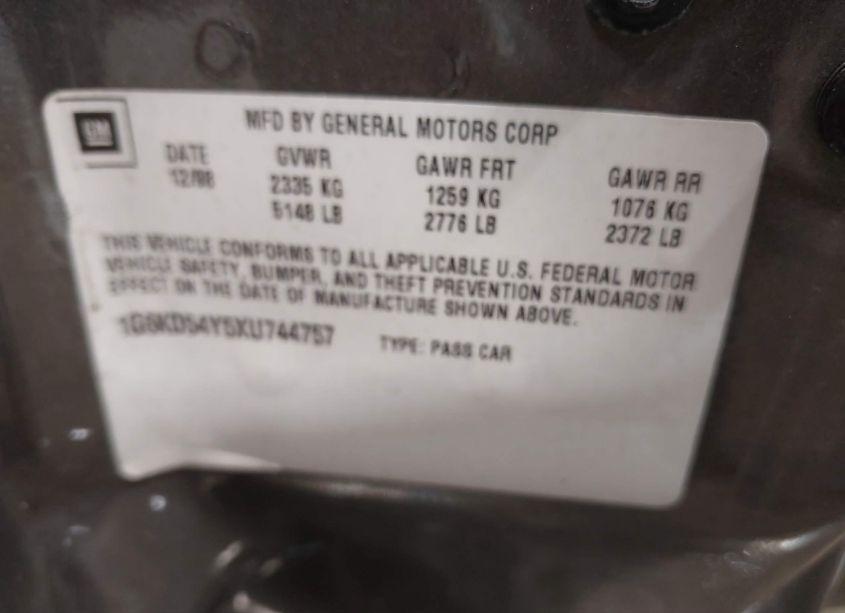 GM
MFD BY GENERAL MOTORS CORP
DATE GVWR GAWR FRT GAWR RR
12/98 2335 KG 1259 KG 1076 KG
5148 LB 2776 LB 2372 LB
THIS VEHICLE CONFORMS TO ALL APPLICABLE U.S. FEDERAL MOTOR
VEHICLE SAFETY, BUMPER, AND THEFT PREVENTION STANDARDS IN
EFFECT ON THE DATE OF MANUFACTURE SHOWN ABOVE.
1G6KD54Y5XU744757 TYPE: PASS CAR